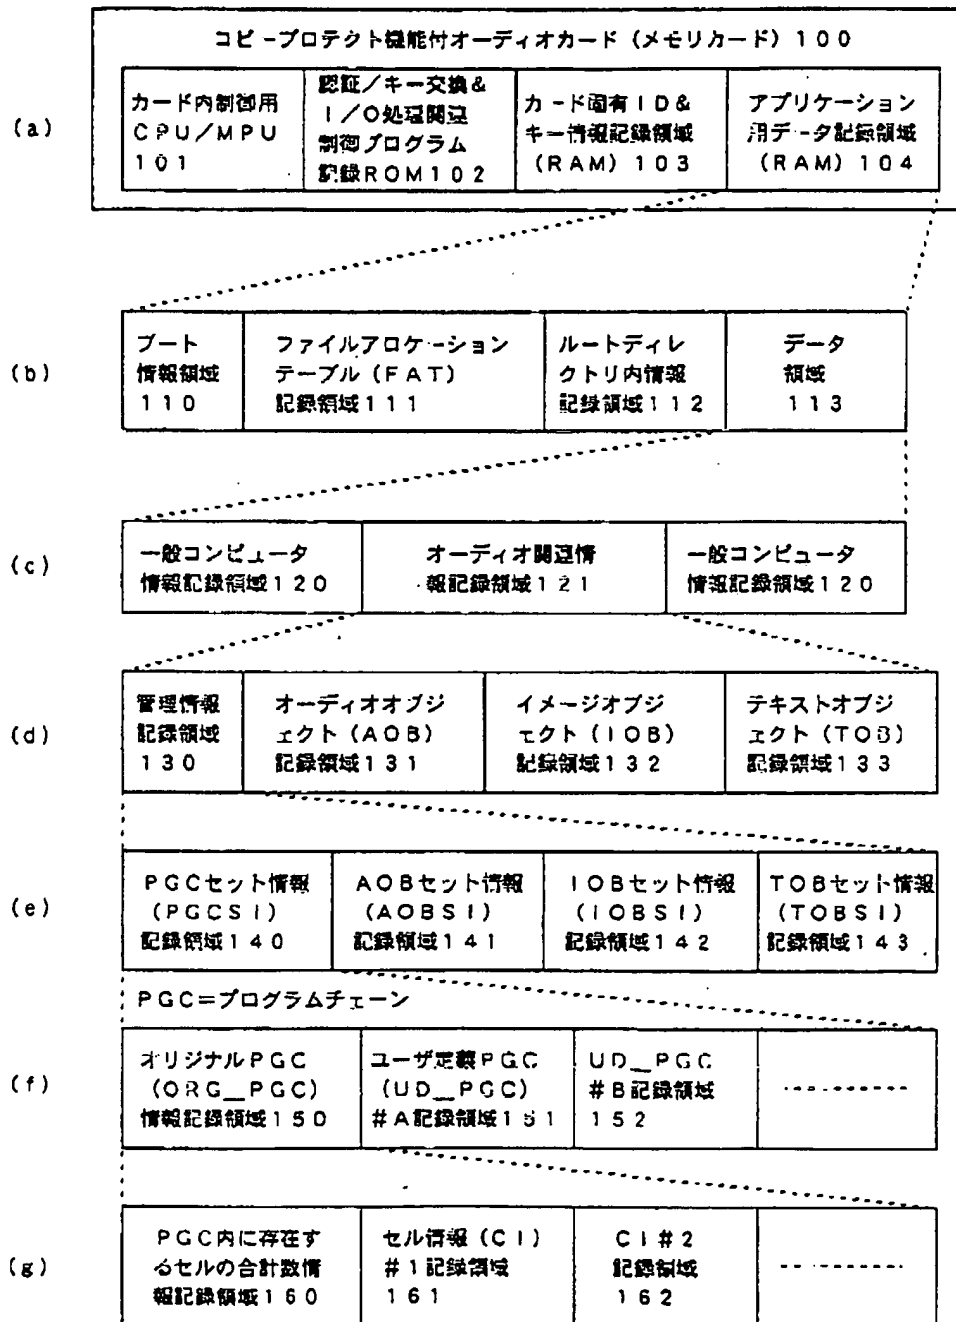 コピープロテクト機能付オーディオカード（メモリカード）１００
(a)
カード内制御用
ＣＰＵ／ＭＰＵ
１０１
認証／キー交換＆
Ｉ／Ｏ処理関連
制御プログラム
記録ROM１０２
カード固有ＩＤ＆
キー情報記録領域
(ＲＡＭ) １０３
アプリケーション
用データ記録領域
(ＲＡＭ) １０４
(b)
ブート
情報領域
１１０
ファイルアロケーション
テーブル（ＦＡＴ）
記録領域１１１
ルートディレ
クトリ内情報
記録領域１１２
データ
領域
１１３
(c)
一般コンピュータ
情報記録領域１２０
オーディオ関連情
報記録領域１２１
一般コンピュータ
情報記録領域１２０
(d)
管理情報
記録領域
１３０
オーディオオブジ
ェクト（ＡＯＢ）
記録領域１３１
イメージオブジ
ェクト（ＩＯＢ）
記録領域１３２
テキストオブジ
ェクト（ＴＯＢ）
記録領域１３３
(e)
ＰＧＣセット情報
(ＰＧＣＳＩ)
記録領域１４０
ＡＯＢセット情報
(ＡＯＢＳＩ)
記録領域１４１
ＩＯＢセット情報
(ＩＯＢＳＩ)
記録領域１４２
ＴＯＢセット情報
(ＴＯＢＳＩ)
記録領域１４３
ＰＧＣ＝プログラムチェーン
(f)
オリジナルＰＧＣ
(ＯＲＧ＿ＰＧＣ)
情報記録領域１５０
ユーザ定義ＰＧＣ
(ＵＤ＿ＰＧＣ)
＃Ａ記録領域１５１
ＵＤ＿ＰＧＣ
＃Ｂ記録領域
１５２
(g)
ＰＧＣ内に存在す
るセルの合計数情
報記録領域１６０
セル情報（ＣＩ）
＃１記録領域
１６１
ＣＩ＃２
記録領域
１６２